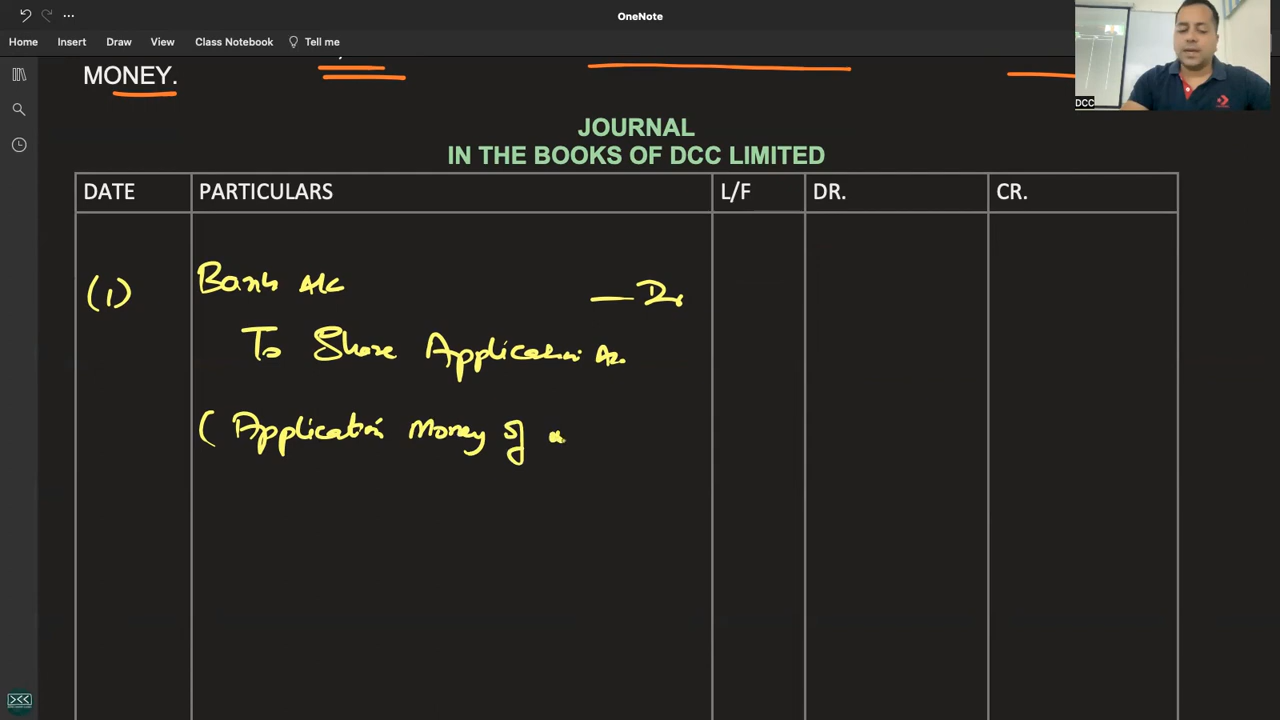 OneNote
Home Insert Draw View Class Notebook Tell me
MONEY.
DCC
JOURNAL
IN THE BOOKS OF DCC LIMITED
DATE PARTICULARS L/F DR. CR.
(1) Bank A/c — Dr
To Share Application A/c
( Application Money of